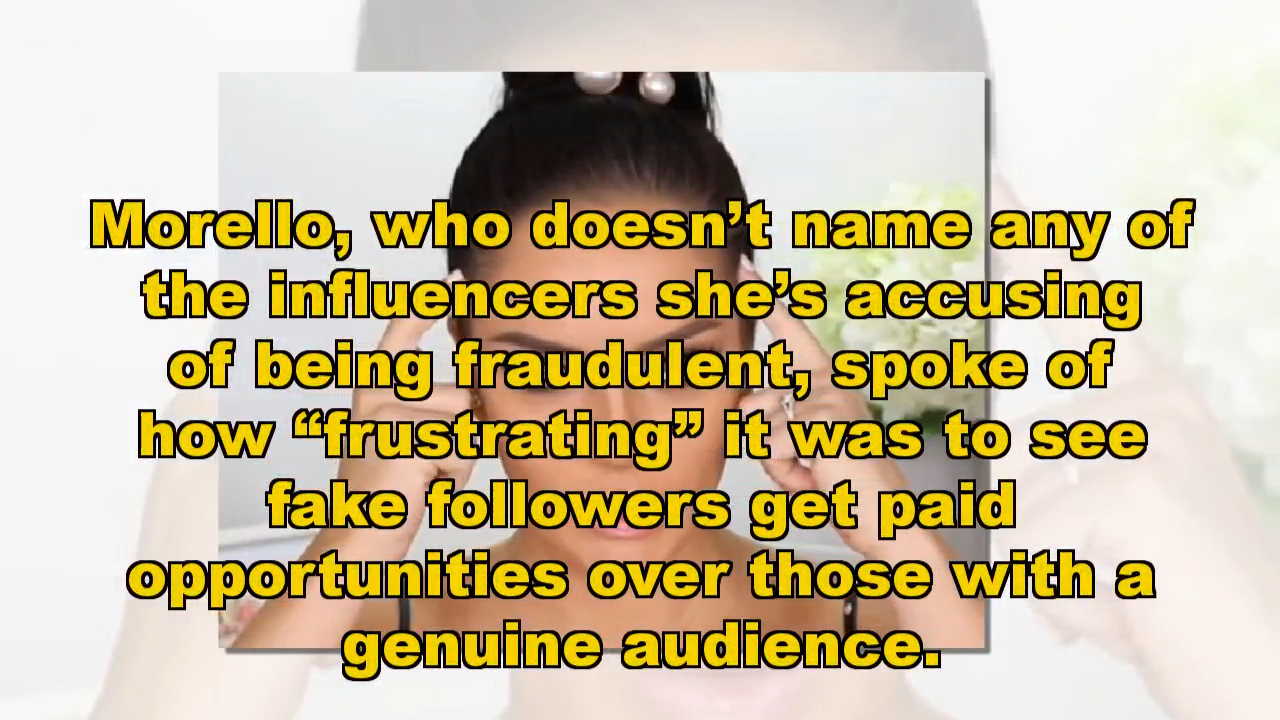 Morello, who doesn’t name any of
the influencers she’s accusing
of being fraudulent, spoke of
how “frustrating” it was to see
fake followers get paid
opportunities over those with a
genuine audience.